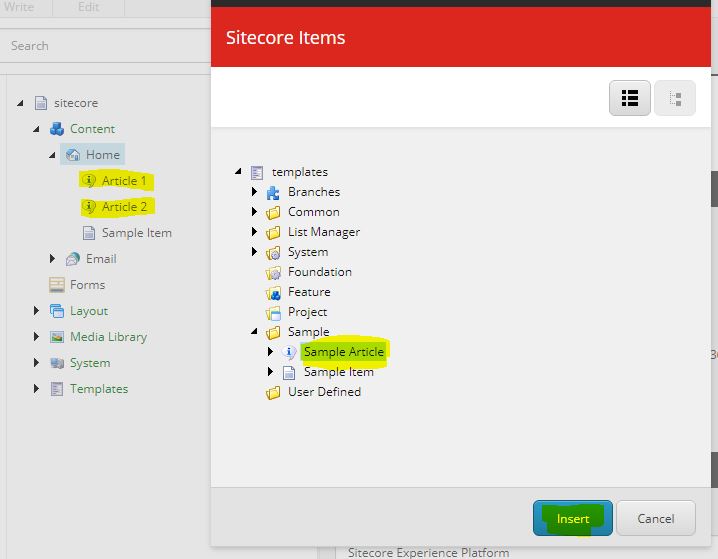 Write
Edit
Search
sitecore
Content
Home
Article 1
Article 2
Sample Item
Email
Forms
Layout
Media Library
System
Templates
Sitecore Items
templates
Branches
Common
List Manager
System
Foundation
Feature
Project
Sample
Sample Article
Sample Item
User Defined
Insert
Cancel
Sitecore Experience Platform